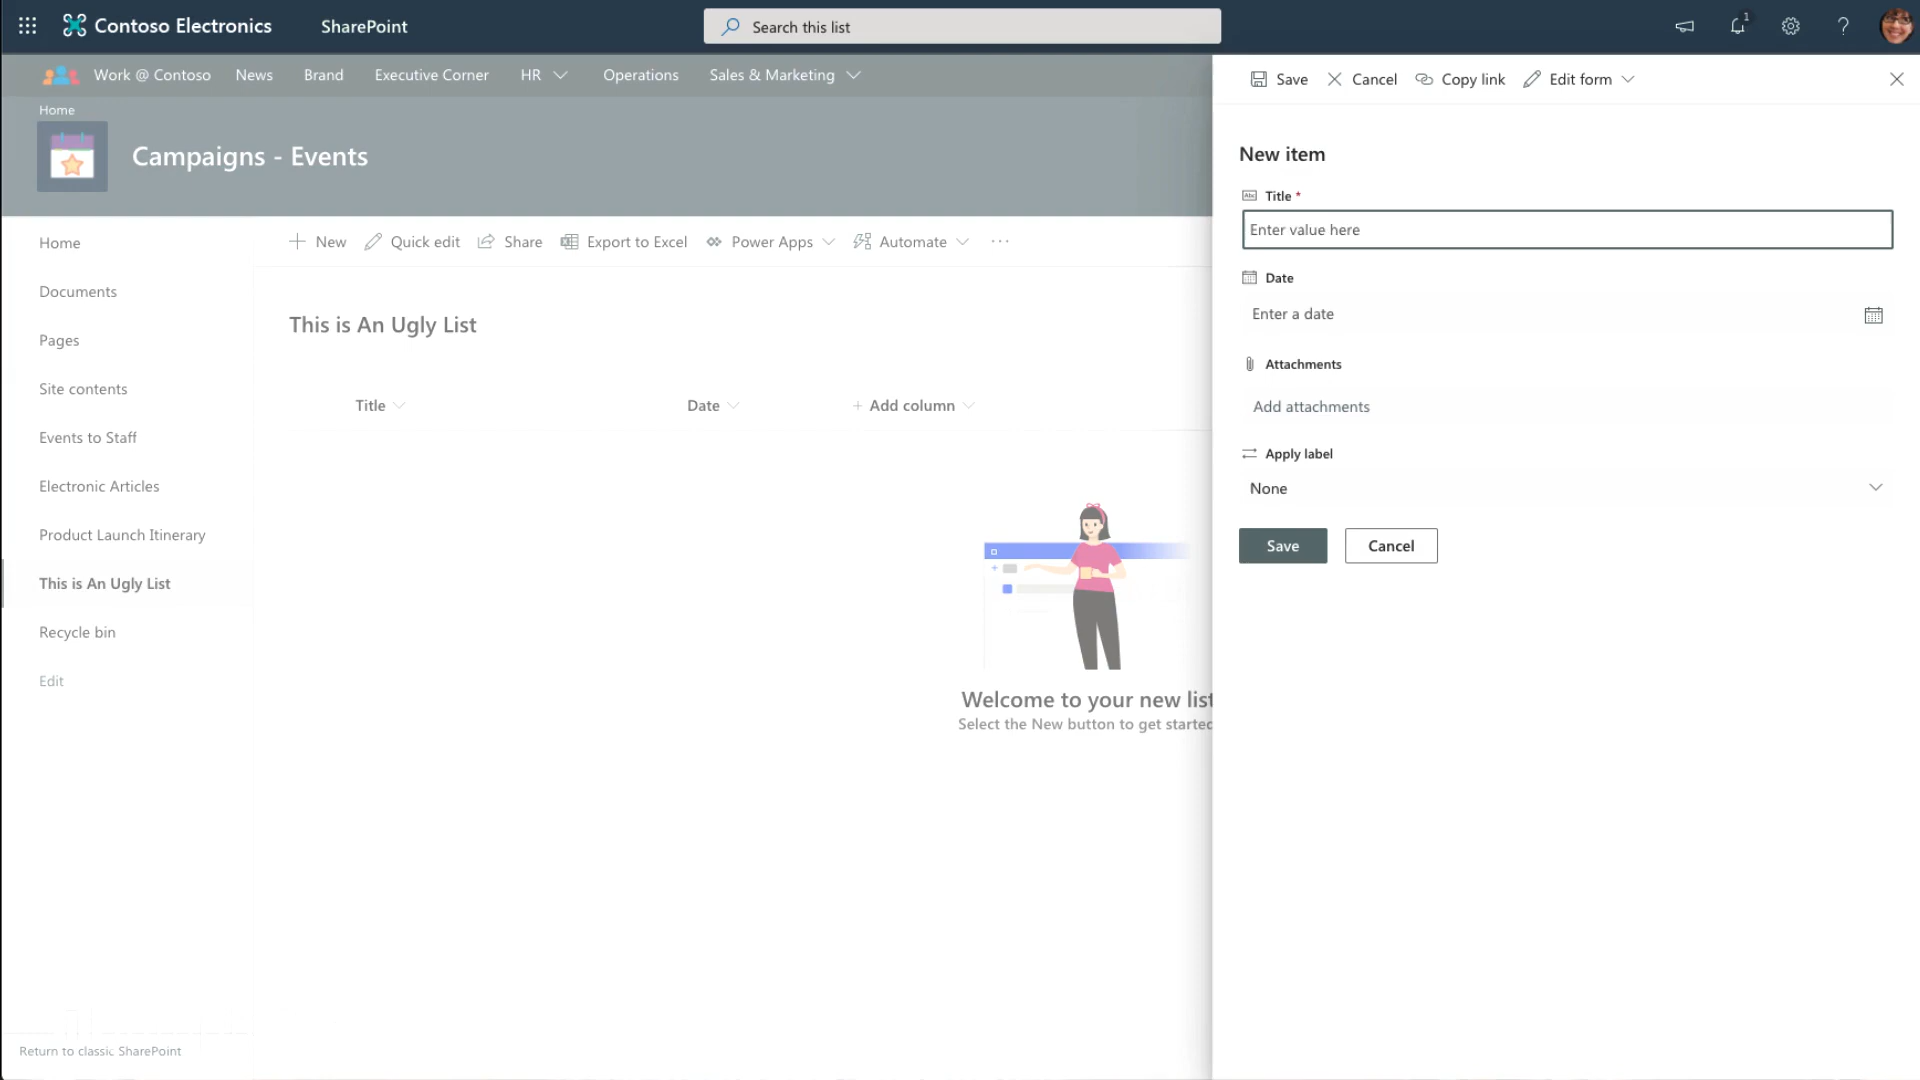 Contoso Electronics
SharePoint
Search this list
1
Work @ Contoso
News
Brand
Executive Corner
HR
Operations
Sales & Marketing
Home
Campaigns - Events
Home
Documents
Pages
Site contents
Events to Staff
Electronic Articles
Product Launch Itinerary
This is An Ugly List
Recycle bin
Edit
Return to classic SharePoint
New
Quick edit
Share
Export to Excel
Power Apps
Automate
This is An Ugly List
Title
Date
+ Add column
Welcome to your new list
Select the New button to get started
Save
Cancel
Copy link
Edit form
New item
Abc
Title *
Enter value here
Date
Enter a date
Attachments
Add attachments
Apply label
None
Save
Cancel